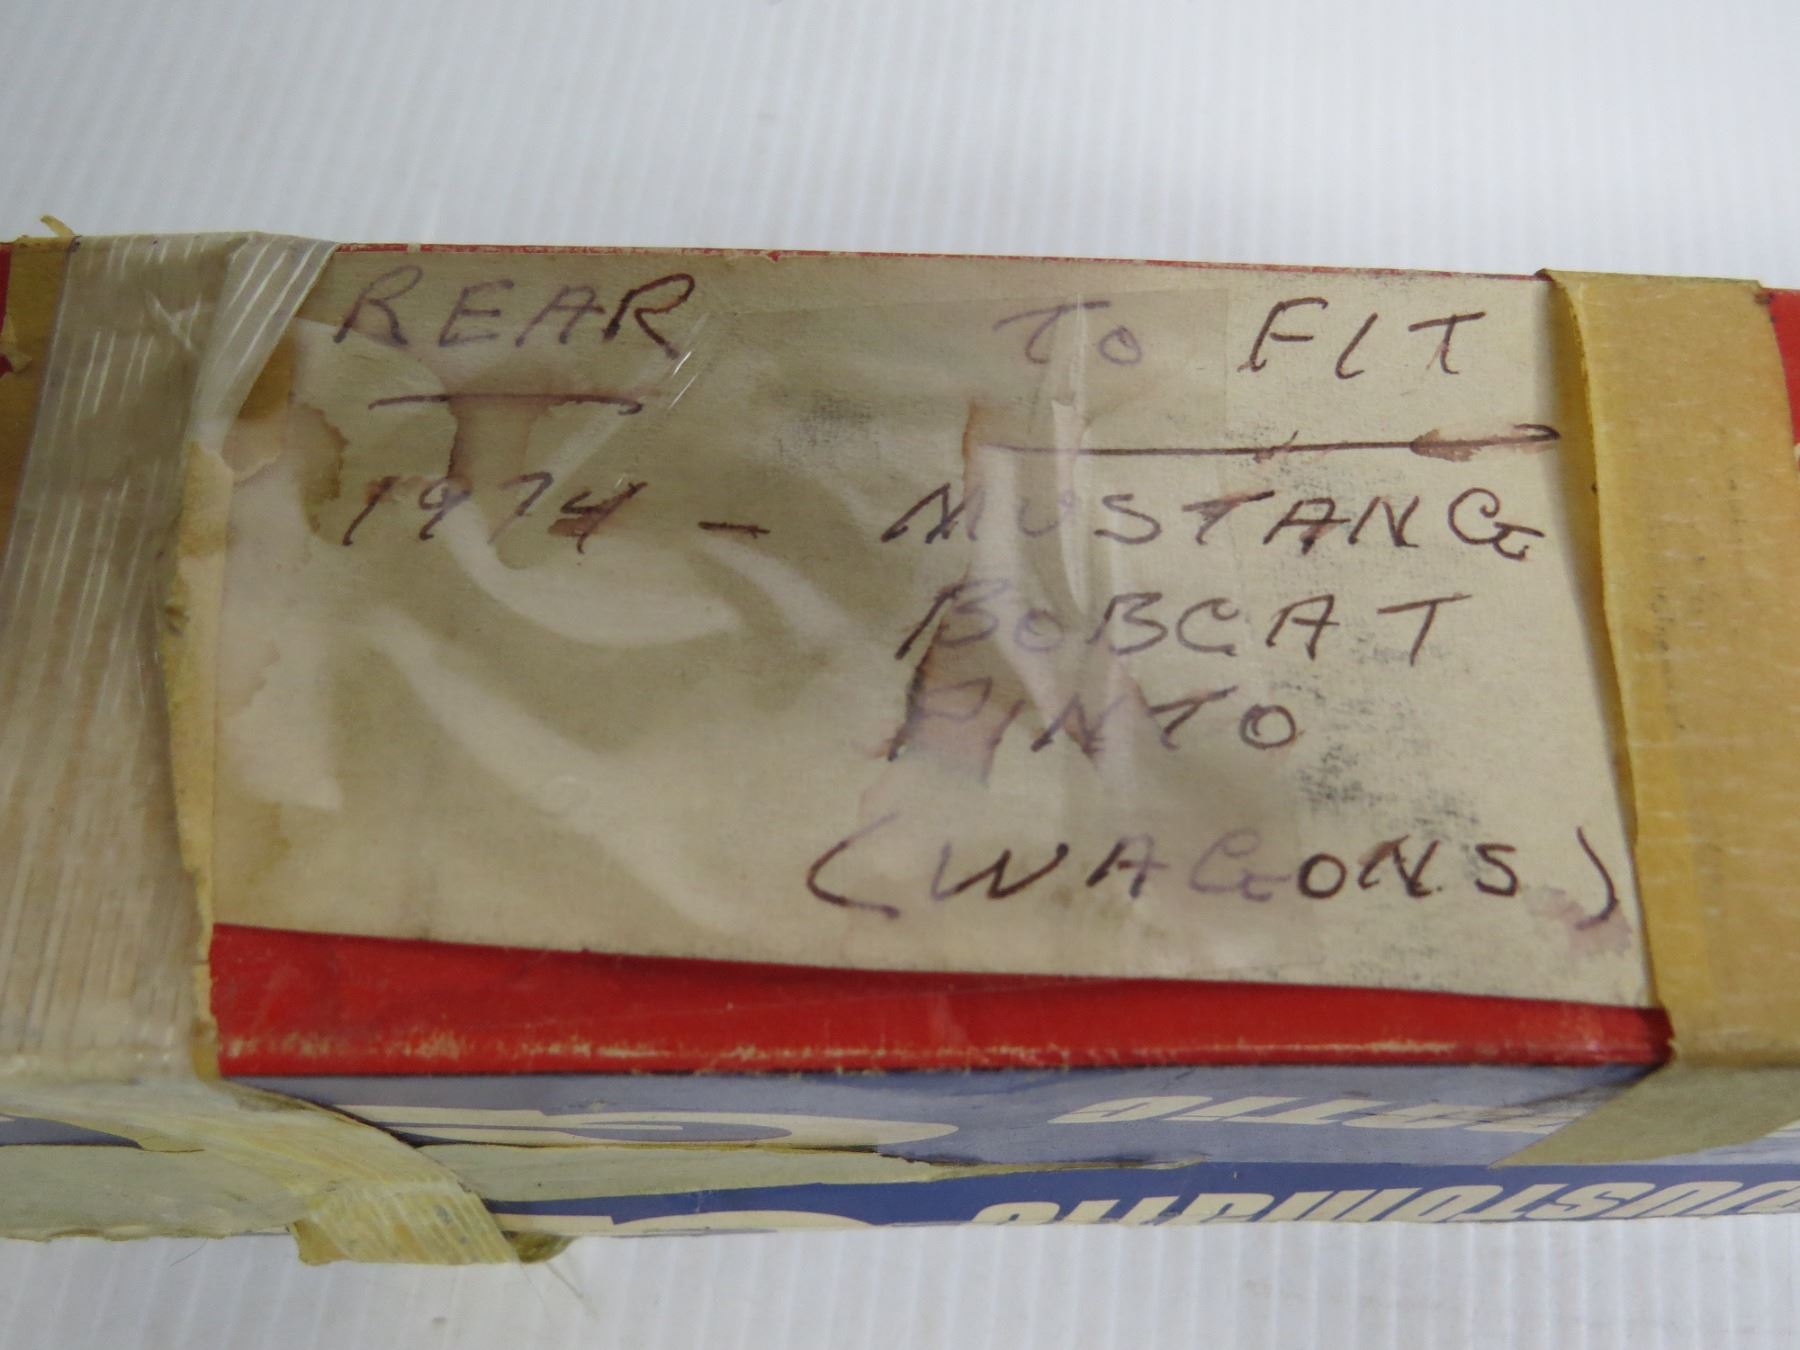 REAR TO FIT
1974 - MUSTANG
BOBCAT
PINTO
(WAGONS)